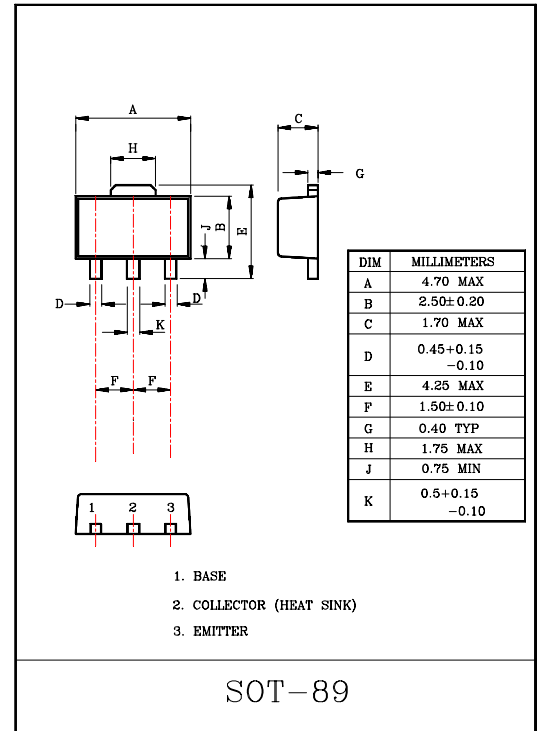 A
H
C
G
J
B
E
D
D
K
F
F
DIM MILLIMETERS
A 4.70 MAX
B 2.50±0.20
C 1.70 MAX
D 0.45+0.15
−0.10
E 4.25 MAX
F 1.50±0.10
G 0.40 TYP
H 1.75 MAX
J 0.75 MIN
K 0.5+0.15
−0.10
1 2 3
1. BASE
2. COLLECTOR (HEAT SINK)
3. EMITTER
SOT−89